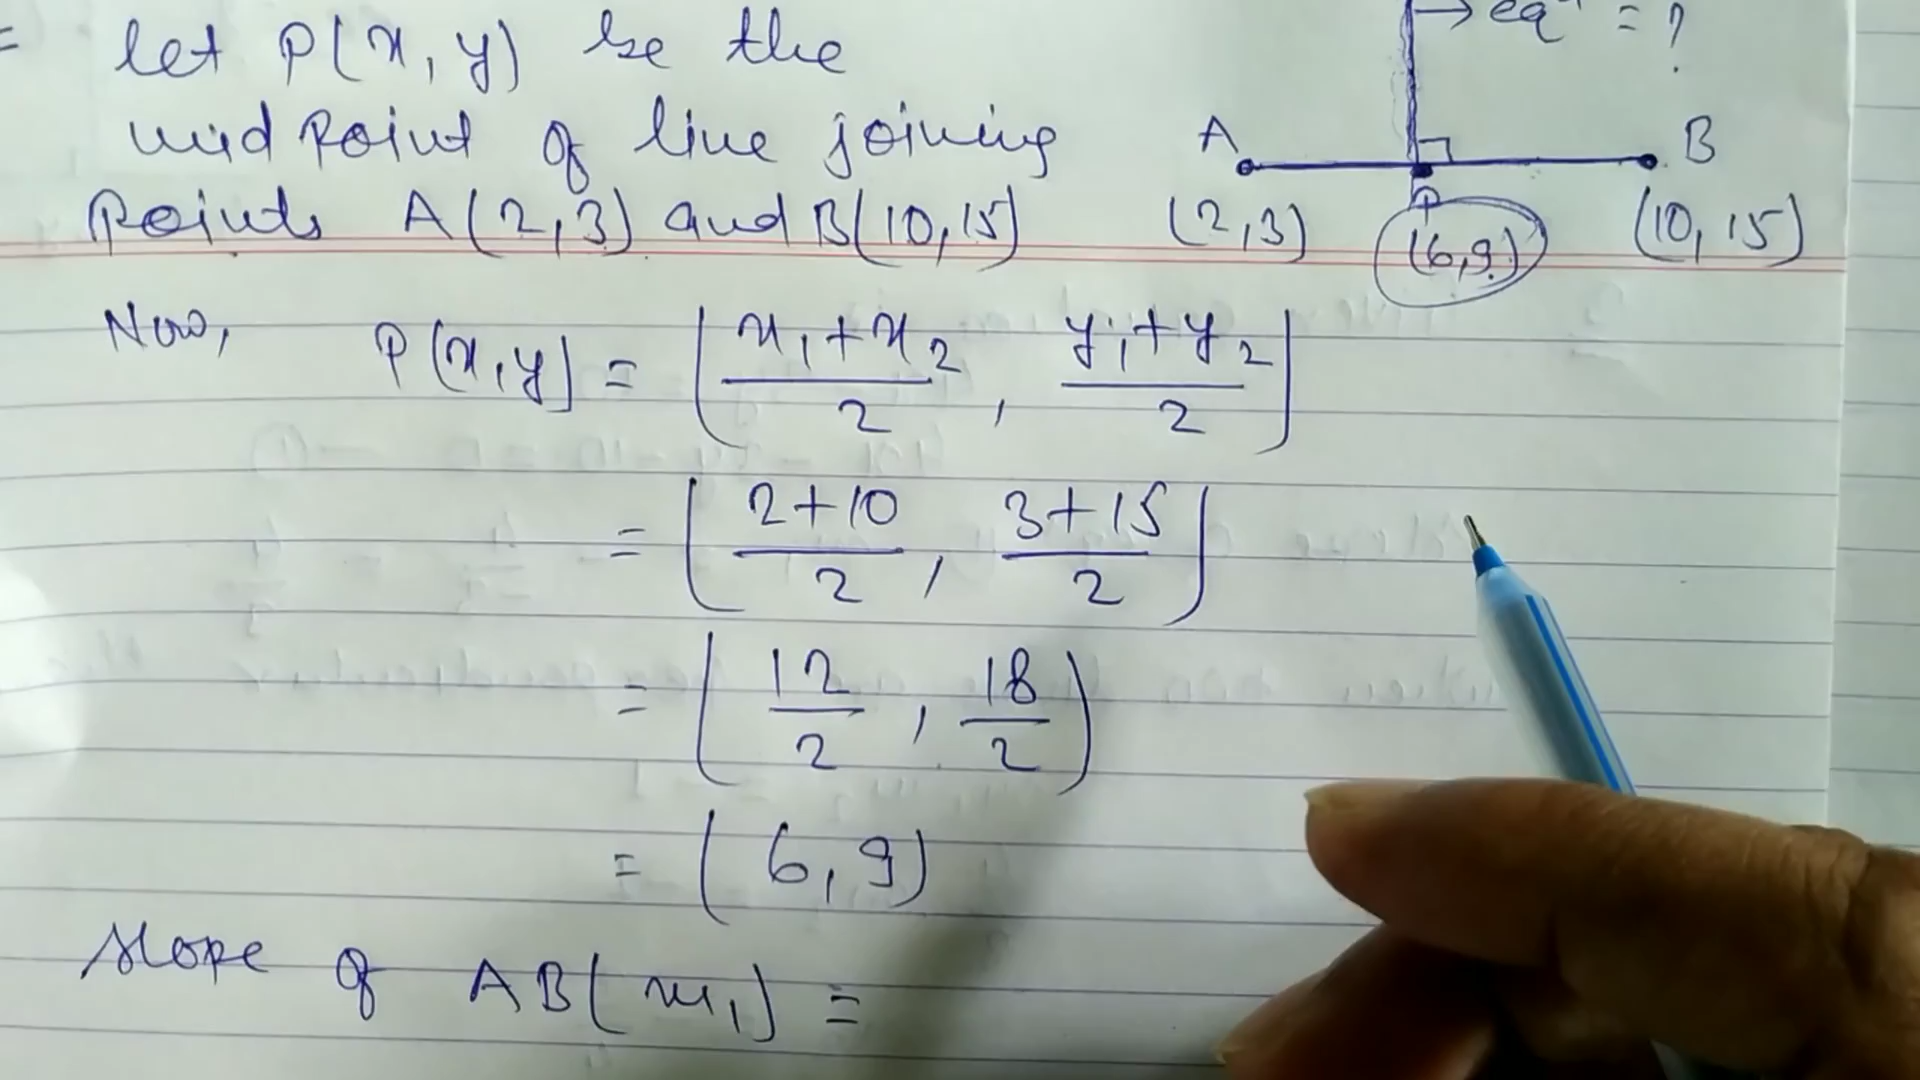 = let P(x, y) be the
mid point of line joining
points A(2,3) and B(10,15)
→ eqⁿ = ?
A B
P
(2,3) (6,9) (10, 15)
Now, P(x,y) = (x₁+x₂/2, y₁+y₂/2)
= (2+10/2, 3+15/2)
= (12/2, 18/2)
= (6,9)
slope of AB(m₁) =